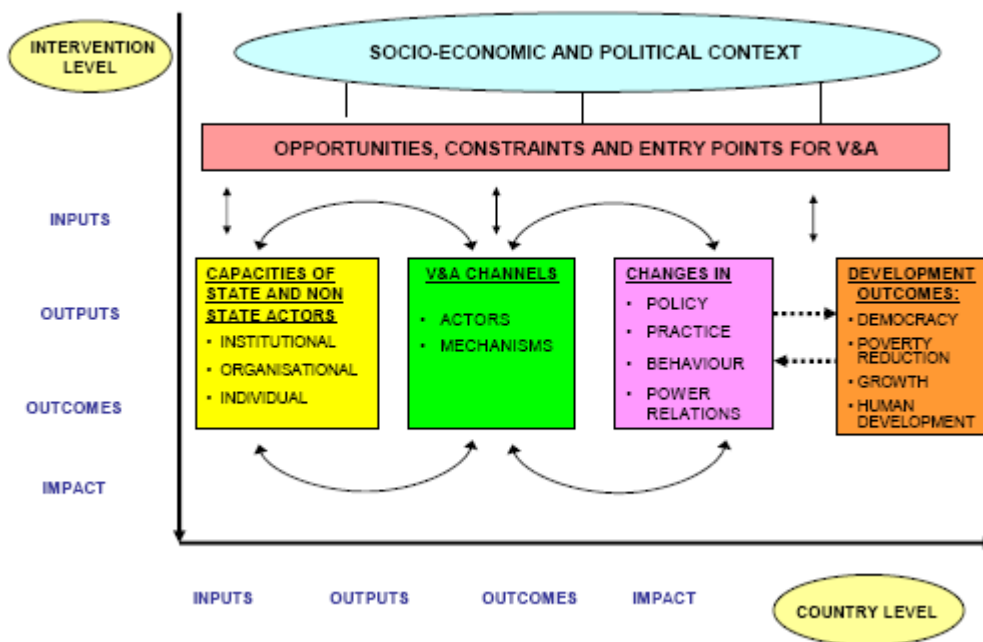 INTERVENTION
LEVEL
SOCIO-ECONOMIC AND POLITICAL CONTEXT
OPPORTUNITIES, CONSTRAINTS AND ENTRY POINTS FOR V&A
INPUTS
OUTPUTS
OUTCOMES
IMPACT
CAPACITIES OF
STATE AND NON
STATE ACTORS
• INSTITUTIONAL
• ORGANISATIONAL
• INDIVIDUAL
V&A CHANNELS
• ACTORS
• MECHANISMS
CHANGES IN
• POLICY
• PRACTICE
• BEHAVIOUR
• POWER
RELATIONS
DEVELOPMENT
OUTCOMES:
• DEMOCRACY
• POVERTY
REDUCTION
• GROWTH
• HUMAN
DEVELOPMENT
INPUTS OUTPUTS OUTCOMES IMPACT
COUNTRY LEVEL